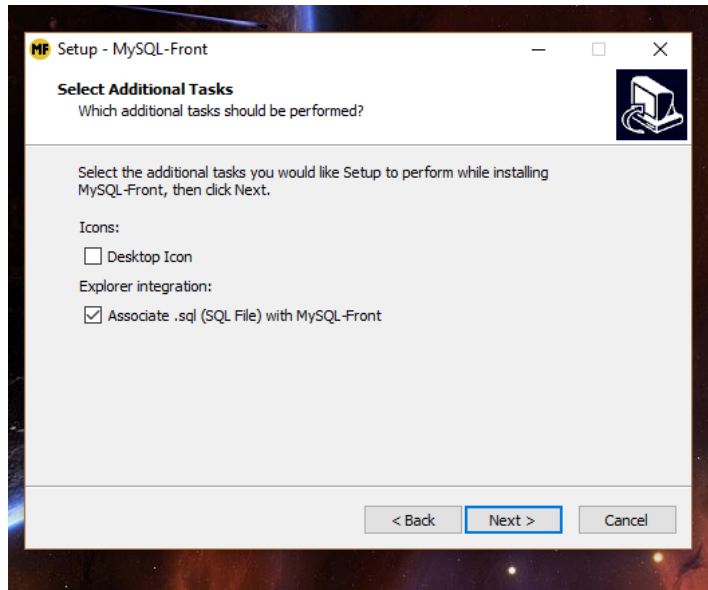 MF Setup - MySQL-Front
Select Additional Tasks
Which additional tasks should be performed?
Select the additional tasks you would like Setup to perform while installing
MySQL-Front, then click Next.
Icons:
Desktop Icon
Explorer integration:
Associate .sql (SQL File) with MySQL-Front
< Back Next > Cancel